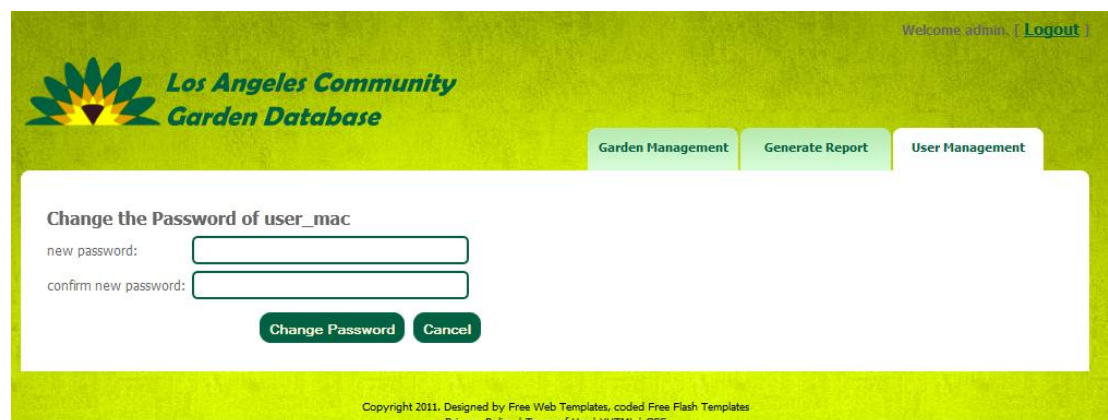 Welcome admin. [ Logout ]
Los Angeles Community
Garden Database
Garden Management
Generate Report
User Management
Change the Password of user_mac
new password:
confirm new password:
Change Password
Cancel
Copyright 2011. Designed by Free Web Templates, coded Free Flash Templates